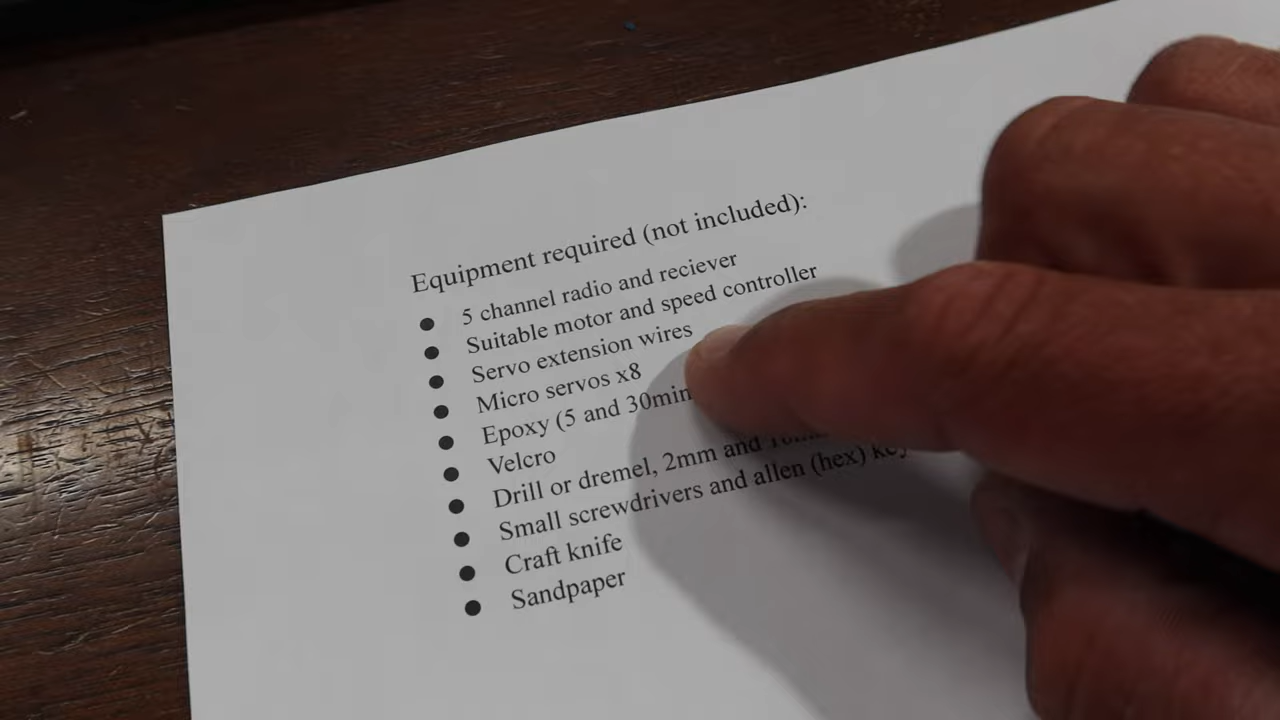 Equipment required (not included):
● 5 channel radio and reciever
● Suitable motor and speed controller
● Servo extension wires
● Micro servos x8
● Epoxy (5 and 30min
● Velcro
● Drill or dremel, 2mm and
● Small screwdrivers and allen (hex)
● Craft knife
● Sandpaper